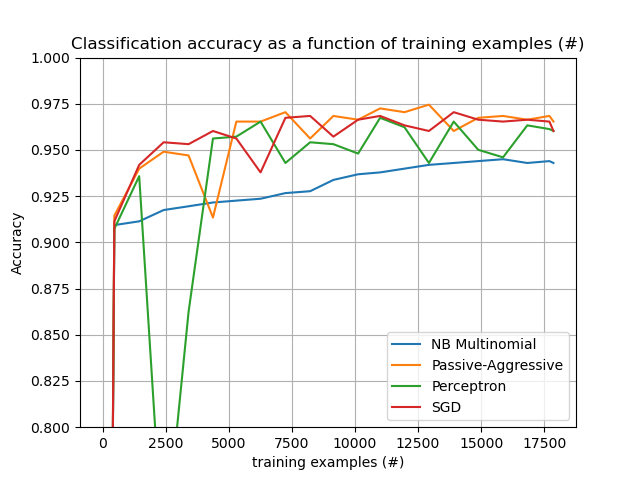 Classification accuracy as a function of training examples (#)
1.000
0.975
0.950
0.925
0.900
0.875
0.850
0.825
0.800
Accuracy
NB Multinomial
Passive-Aggressive
Perceptron
SGD
0 2500 5000 7500 10000 12500 15000 17500
training examples (#)